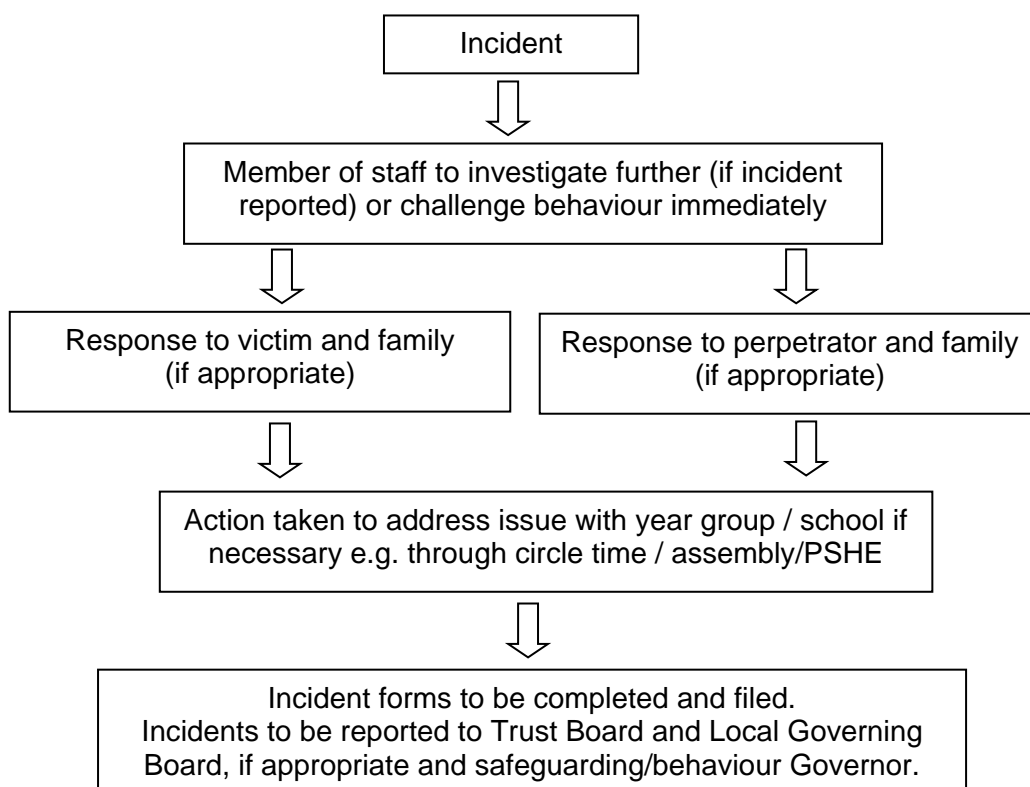 Incident
Member of staff to investigate further (if incident
reported) or challenge behaviour immediately
Response to victim and family
(if appropriate)
Response to perpetrator and family
(if appropriate)
Action taken to address issue with year group / school if
necessary e.g. through circle time / assembly/PSHE
Incident forms to be completed and filed.
Incidents to be reported to Trust Board and Local Governing
Board, if appropriate and safeguarding/behaviour Governor.